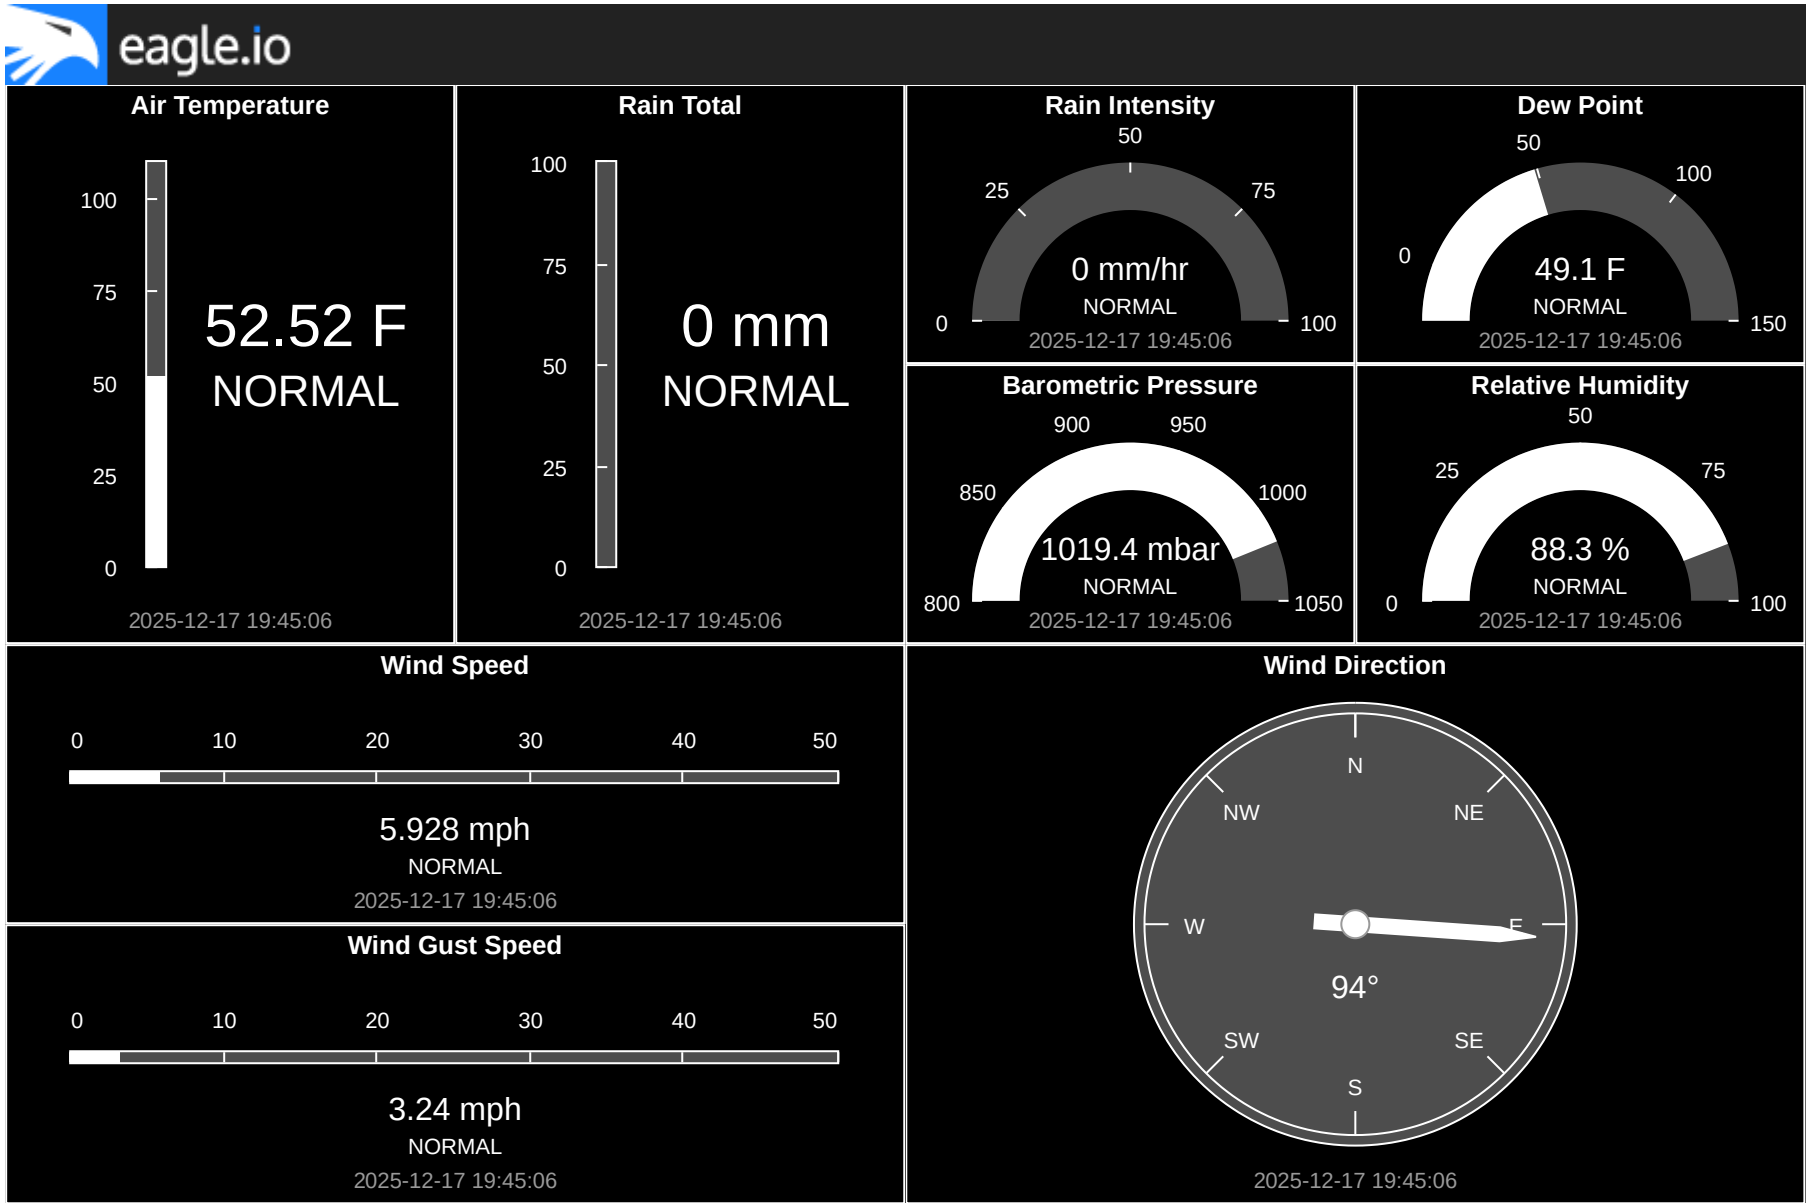 eagle.io
Air Temperature
100
75
50
25
0
52.52 F
NORMAL
2025-12-17 19:45:06
Rain Total
100
75
50
25
0
0 mm
NORMAL
2025-12-17 19:45:06
Rain Intensity
0
25
50
75
100
0 mm/hr
NORMAL
2025-12-17 19:45:06
Dew Point
0
50
100
150
49.1 F
NORMAL
2025-12-17 19:45:06
Barometric Pressure
800
850
900
950
1000
1050
1019.4 mbar
NORMAL
2025-12-17 19:45:06
Relative Humidity
0
25
50
75
100
88.3 %
NORMAL
2025-12-17 19:45:06
Wind Speed
0 10 20 30 40 50
5.928 mph
NORMAL
2025-12-17 19:45:06
Wind Gust Speed
0 10 20 30 40 50
3.24 mph
NORMAL
2025-12-17 19:45:06
Wind Direction
N
NW NE
W E
94°
SW SE
S
2025-12-17 19:45:06